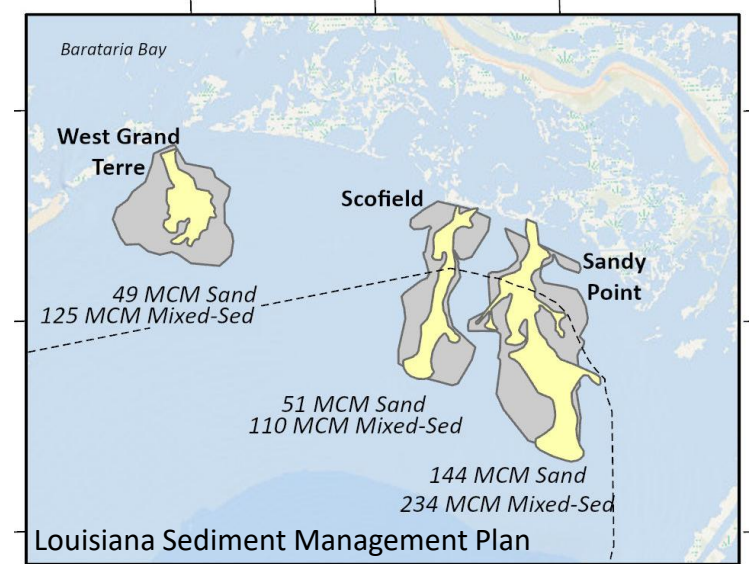 Barataria Bay
West Grand
Terre
Scofield
Sandy
Point
49 MCM Sand
125 MCM Mixed-Sed
51 MCM Sand
110 MCM Mixed-Sed
144 MCM Sand
234 MCM Mixed-Sed
Louisiana Sediment Management Plan